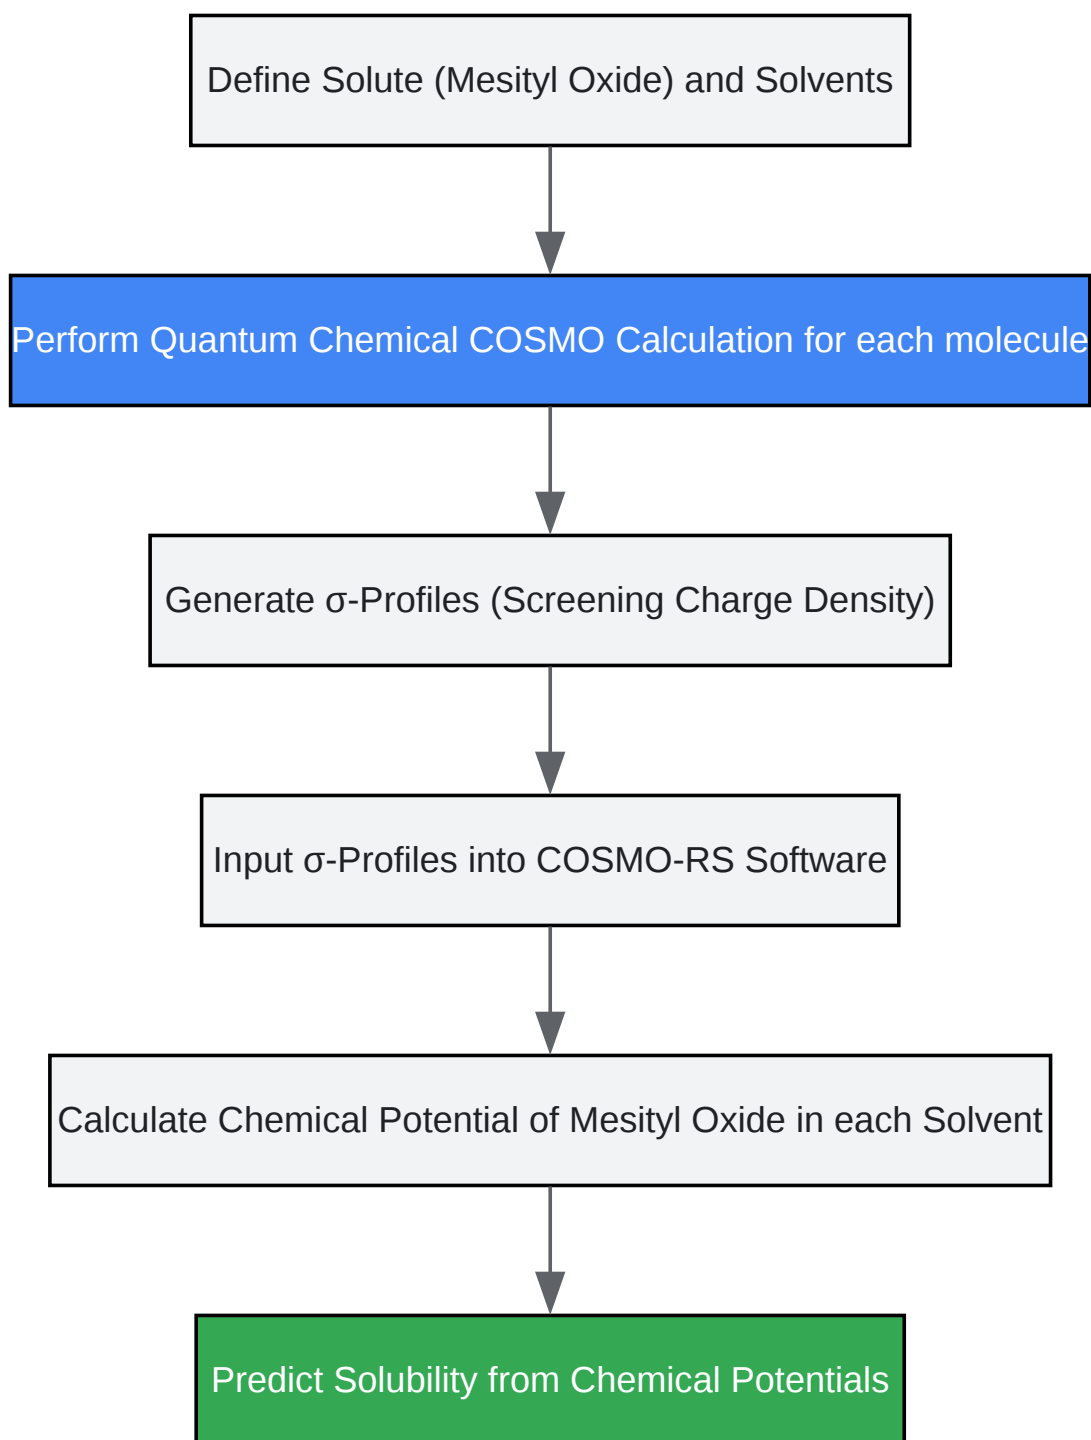 Define Solute (Mesityl Oxide) and Solvents
Perform Quantum Chemical COSMO Calculation for each molecule
Generate σ-Profiles (Screening Charge Density)
Input σ-Profiles into COSMO-RS Software
Calculate Chemical Potential of Mesityl Oxide in each Solvent
Predict Solubility from Chemical Potentials